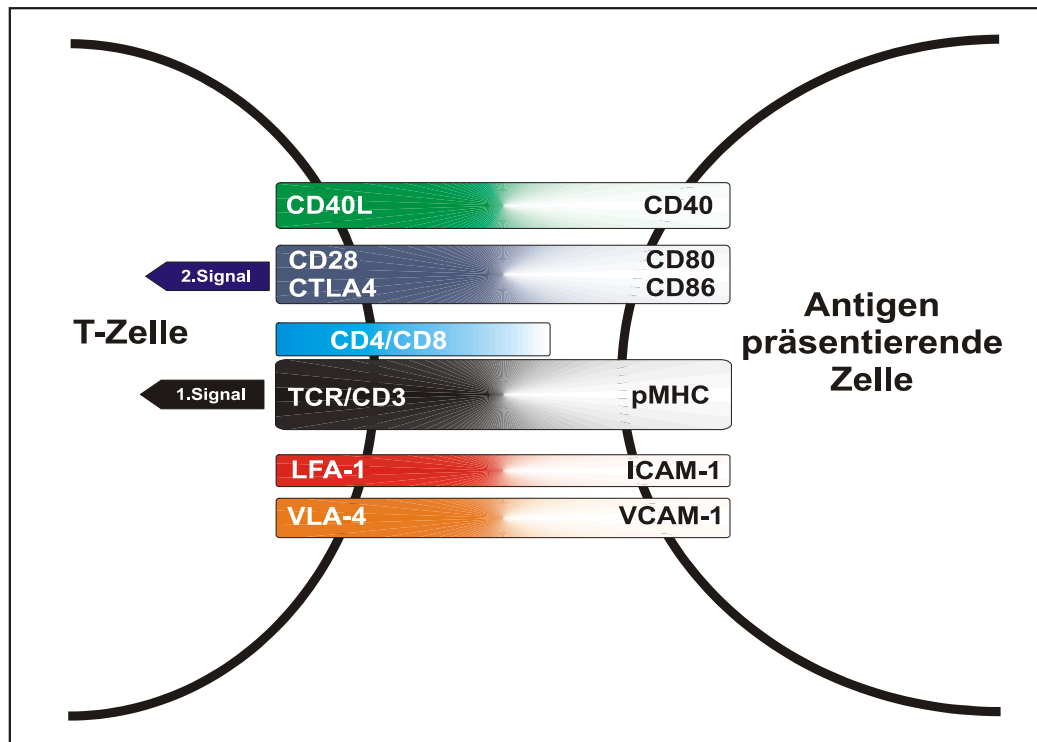 CD40L CD40
CD28 CD80
2.Signal
CTLA4 CD86
T-Zelle
CD4/CD8
Antigen
präsentierende
Zelle
1.Signal
TCR/CD3 pMHC
LFA-1 ICAM-1
VLA-4 VCAM-1